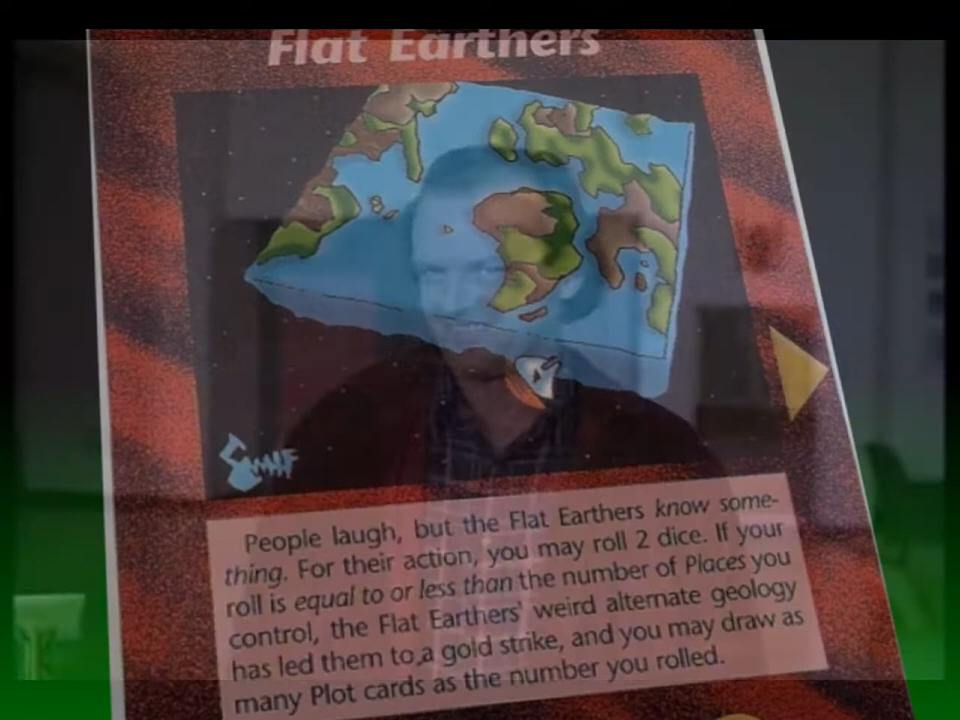 Flat Earthers
People laugh, but the Flat Earthers know some-
thing. For their action, you may roll 2 dice. If your
roll is equal to or less than the number of Places you
control, the Flat Earthers' weird alternate geology
has led them to a gold strike, and you may draw as
many Plot cards as the number you rolled.